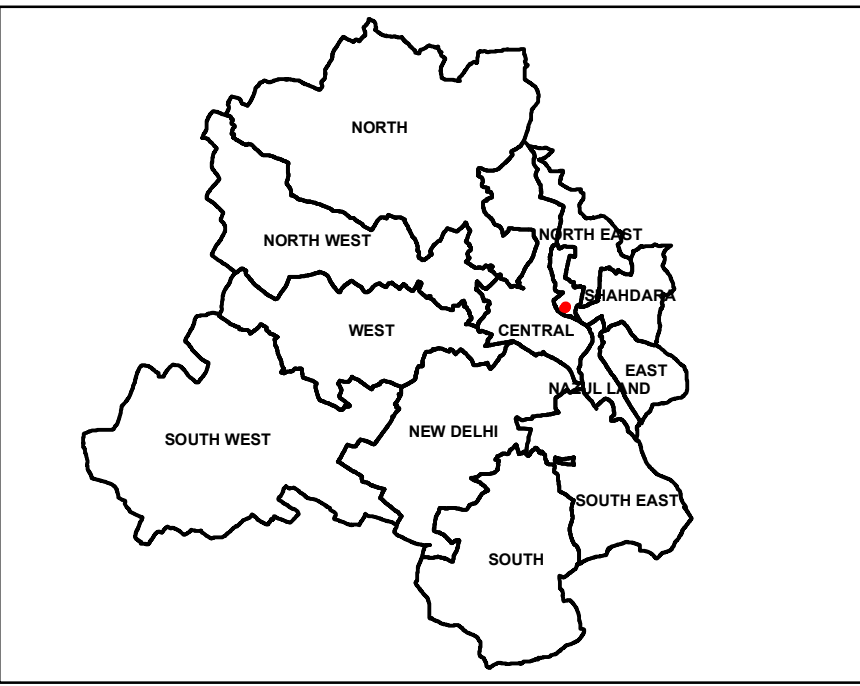 NORTH
NORTH EAST
NORTH WEST
SHAHDARA
WEST
CENTRAL
EAST
NAZUL LAND
NEW DELHI
SOUTH WEST
SOUTH EAST
SOUTH